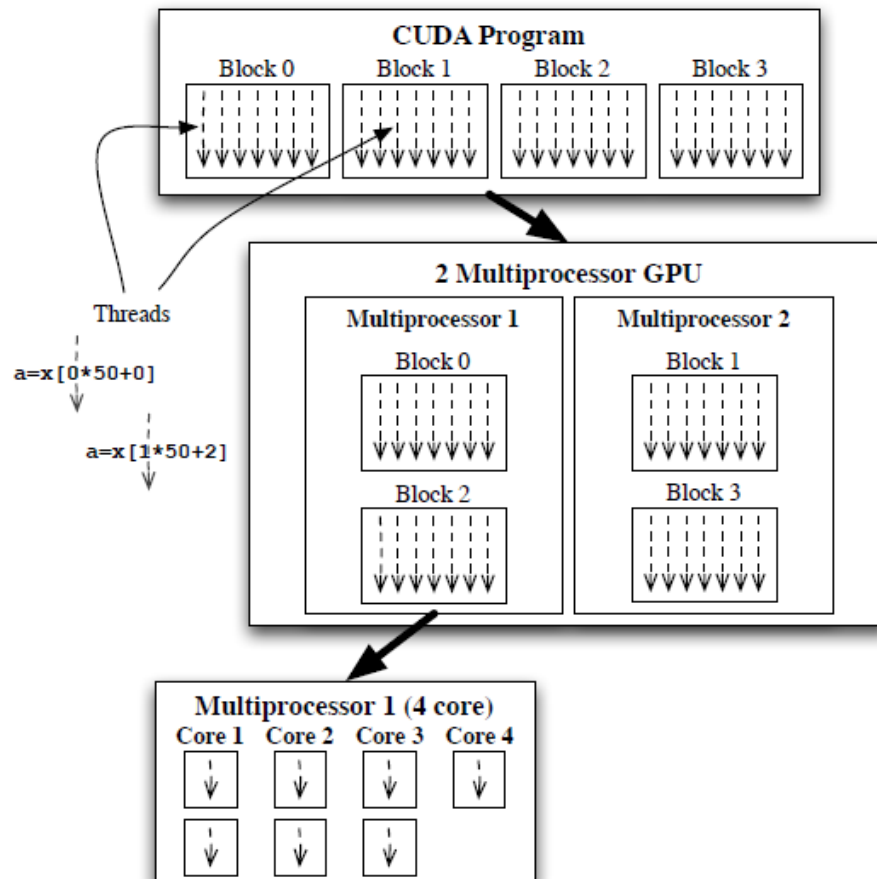 CUDA Program
Block 0 Block 1 Block 2 Block 3
2 Multiprocessor GPU
Multiprocessor 1 Multiprocessor 2
Threads
Block 0 Block 1
a=x[0*50+0]
a=x[1*50+2]
Block 2 Block 3
Multiprocessor 1 (4 core)
Core 1 Core 2 Core 3 Core 4